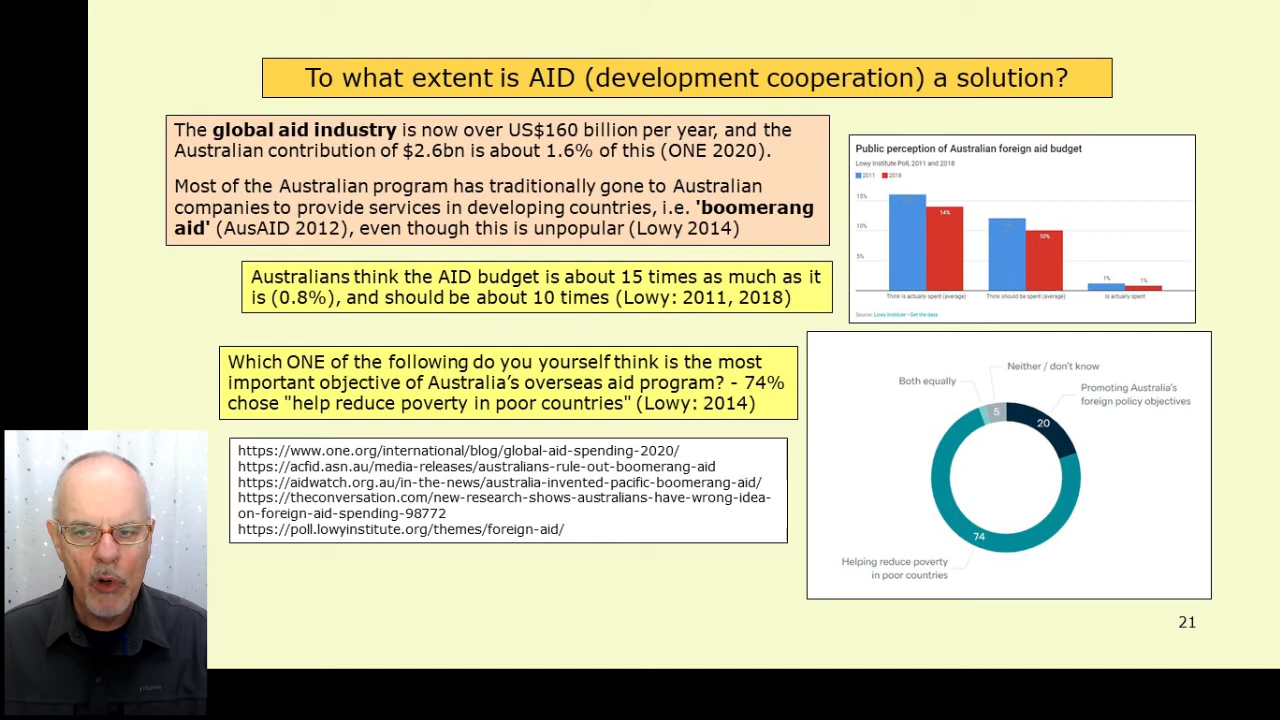 To what extent is AID (development cooperation) a solution?
The global aid industry is now over US$160 billion per year, and the
Australian contribution of $2.6bn is about 1.6% of this (ONE 2020).
Most of the Australian program has traditionally gone to Australian
companies to provide services in developing countries, i.e. 'boomerang
aid' (AusAID 2012), even though this is unpopular (Lowy 2014)
Australians think the AID budget is about 15 times as much as it
is (0.8%), and should be about 10 times (Lowy: 2011, 2018)
Which ONE of the following do you yourself think is the most
important objective of Australia's overseas aid program? - 74%
chose "help reduce poverty in poor countries" (Lowy: 2014)
https://www.one.org/international/blog/global-aid-spending-2020/
https://acfid.asn.au/media-releases/australians-rule-out-boomerang-aid
https://aidwatch.org.au/in-the-news/australia-invented-pacific-boomerang-aid/
https://theconversation.com/new-research-shows-australians-have-wrong-idea-
on-foreign-aid-spending-98772
https://poll.lowyinstitute.org/themes/foreign-aid/
Public perception of Australian foreign aid budget
Lowy Institute Poll, 2011 and 2018
2011 2018
15%
10%
5%
14%
10%
1%
1%
Think is actually spent (average)
Think should be spent (average)
Is actually spent
Source: Lowy Institute • Get the data
Neither / don't know
Both equally
Promoting Australia's
foreign policy objectives
5
20
74
Helping reduce poverty
in poor countries
21